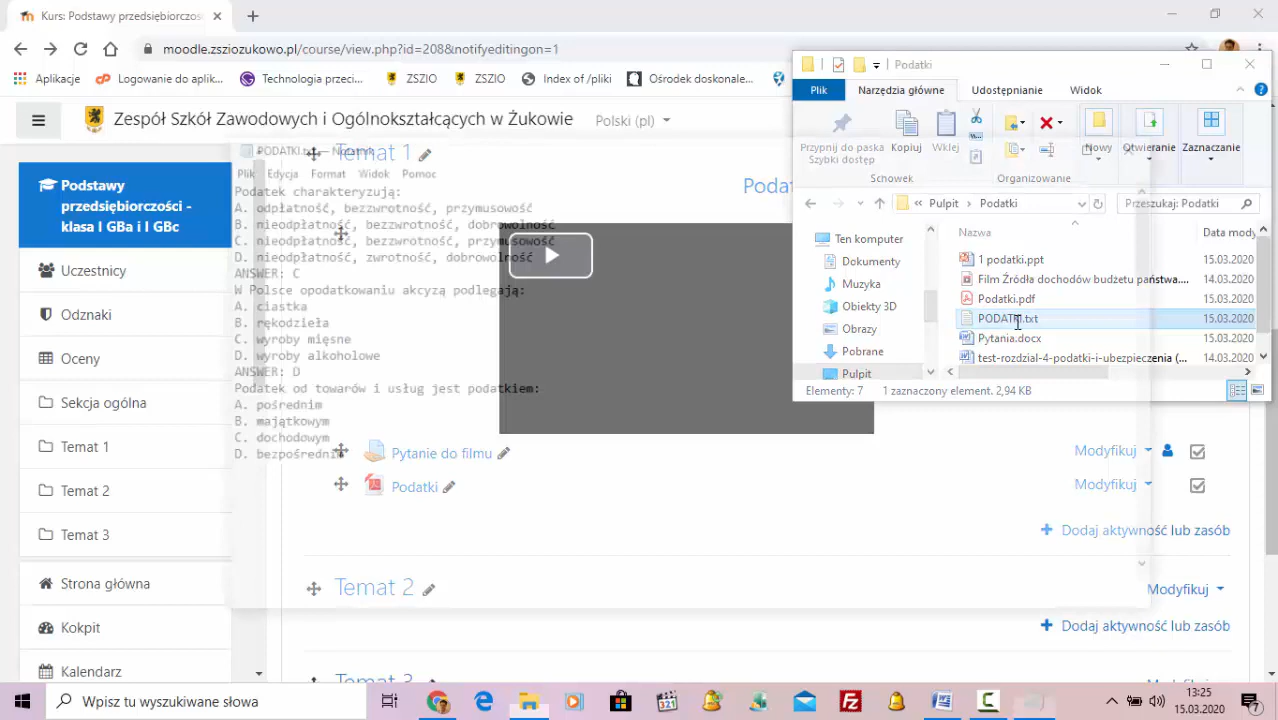 Kurs: Podstawy przedsiębiorczoś
moodle.zsziozukowo.pl/course/view.php?id=208&notifyeditingon=1
Aplikacje
Logowanie do aplik...
Technologia przeci...
ZSZIO
ZSZIO
Index of /pliki
Ośrodek doskonale...
Zespół Szkół Zawodowych i Ogólnokształcących w Żukowie
Polski (pl)
Podstawy
przedsiębiorczości -
klasa I GBa i I GBc
Uczestnicy
Odznaki
Oceny
Sekcja ogólna
Temat 1
Temat 2
Temat 3
Strona główna
Kokpit
Kalendarz
Temat 1
PODATKI.txt — Notatnik
Plik Edycja Format Widok Pomoc
Podatek charakteryzują:
A. odpłatność, bezzwrotność, przymusowość
B. nieodpłatność, bezzwrotność, dobrowolność
C. nieodpłatność, bezzwrotność, przymusowość
D. nieodpłatność, zwrotność, dobrowolność
ANSWER: C
W Polsce opodatkowaniu akcyzą podlegają:
A. ciastka
B. rękodzieła
C. wyroby mięsne
D. wyroby alkoholowe
ANSWER: D
Podatek od towarów i usług jest podatkiem:
A. pośrednim
B. majątkowym
C. dochodowym
D. bezpośrednim
Podat
Pytanie do filmu
Modyfikuj
Podatki
Modyfikuj
Dodaj aktywność lub zasób
Temat 2
Modyfikuj
Dodaj aktywność lub zasób
Temat 3
Podatki
Plik
Narzędzia główne
Udostępnianie
Widok
Przypnij do paska
Szybki dostęp
Kopiuj
Wklej
Nowy
Otwieranie
Zaznaczanie
Schowek
Organizowanie
Pulpit
Podatki
Przeszukaj: Podatki
Ten komputer
Dokumenty
Muzyka
Obiekty 3D
Obrazy
Pobrane
Pulpit
Nazwa
Data mody
1 podatki.ppt
15.03.2020
Film Źródła dochodów budżetu państwa....
14.03.2020
Podatki.pdf
15.03.2020
PODATKI.txt
15.03.2020
Pytania.docx
15.03.2020
test-rozdzial-4-podatki-i-ubezpieczenia (...
14.03.2020
Elementy: 7
1 zaznaczony element. 2,94 KB
Wpisz tu wyszukiwane słowa
321
13:25
15.03.2020
7